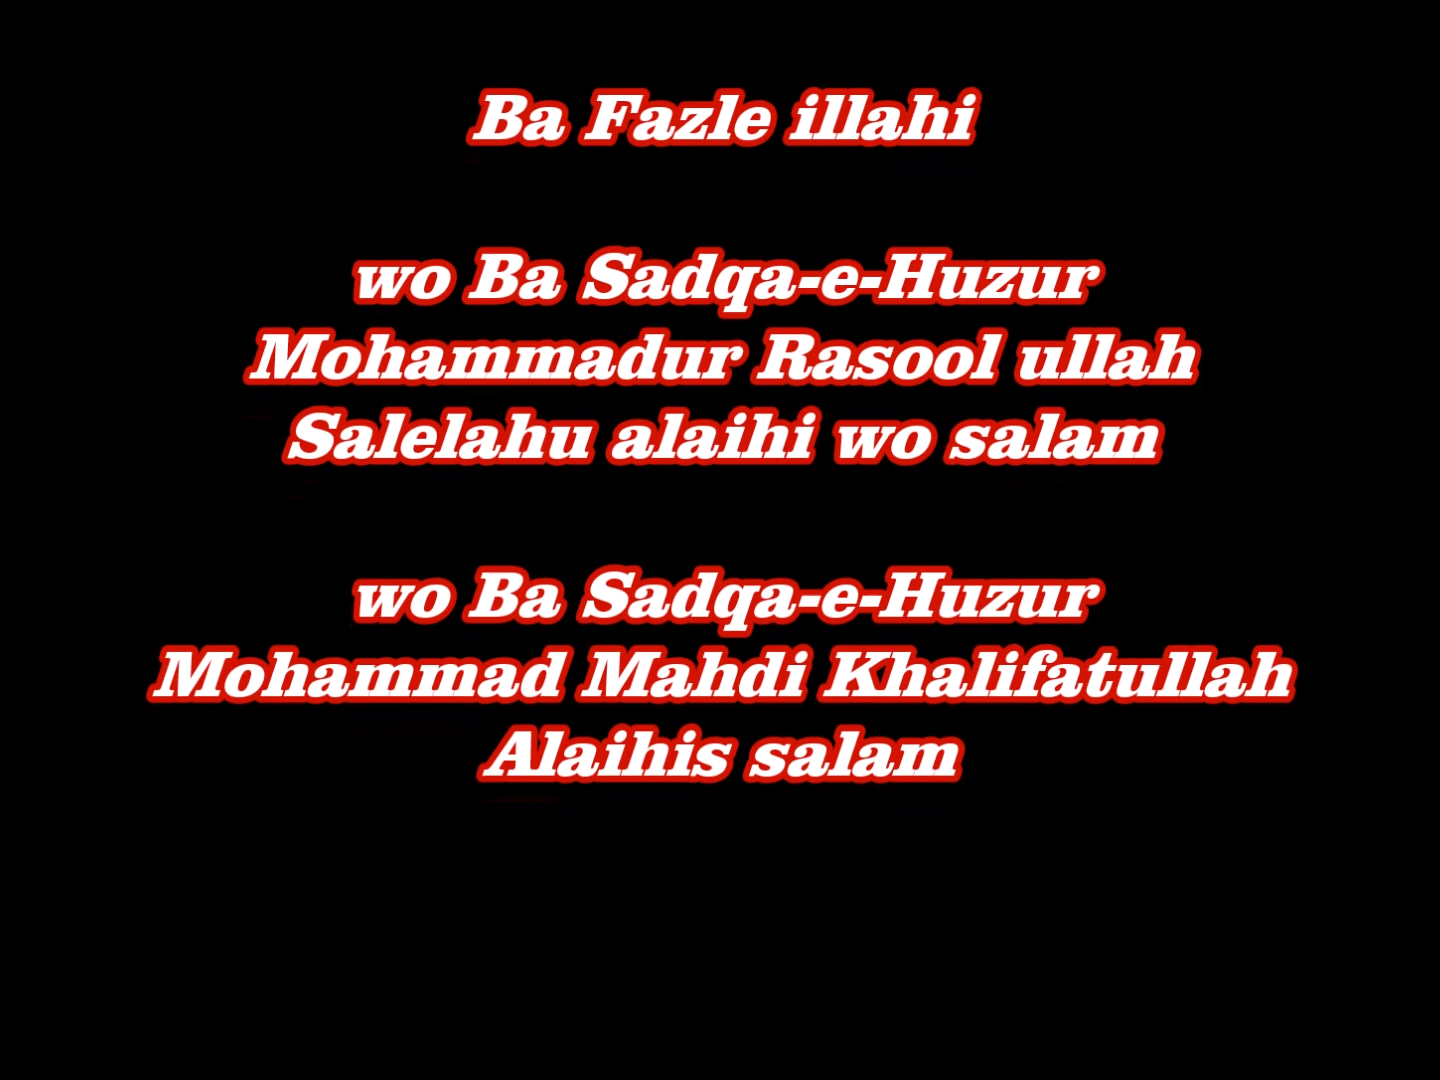 Ba Fazle illahi
wo Ba Sadqa-e-Huzur
Mohammadur Rasool ullah
Salelahu alaihi wo salam
wo Ba Sadqa-e-Huzur
Mohammad Mahdi Khalifatullah
Alaihis salam